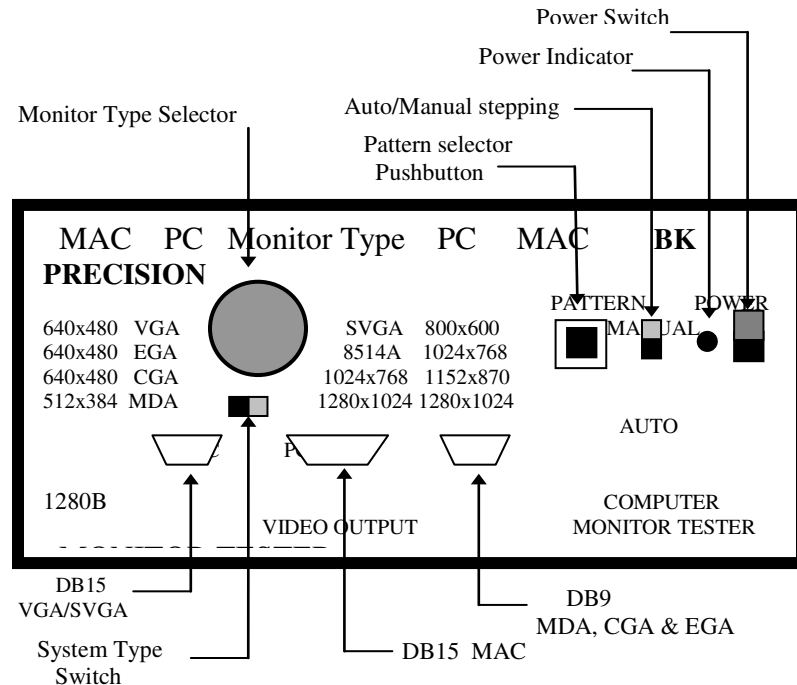 Power Switch
Power Indicator
Auto/Manual stepping
Monitor Type Selector
Pattern selector
Pushbutton
MAC PC Monitor Type PC MAC BK
PRECISION
PATTERN POWER
MANUAL
640x480 VGA SVGA 800x600
640x480 EGA 8514A 1024x768
640x480 CGA 1024x768 1152x870
512x384 MDA 1280x1024 1280x1024
AUTO
1280B
COMPUTER
VIDEO OUTPUT MONITOR TESTER
MONITOR TESTER
DB15
VGA/SVGA
DB9
MDA, CGA & EGA
System Type
Switch
DB15 MAC